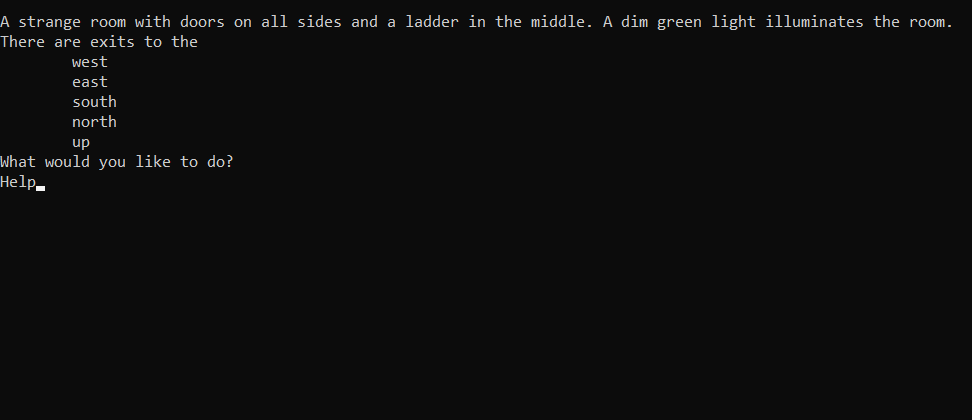 A strange room with doors on all sides and a ladder in the middle. A dim green light illuminates the room.
There are exits to the
west
east
south
north
up
What would you like to do?
Help